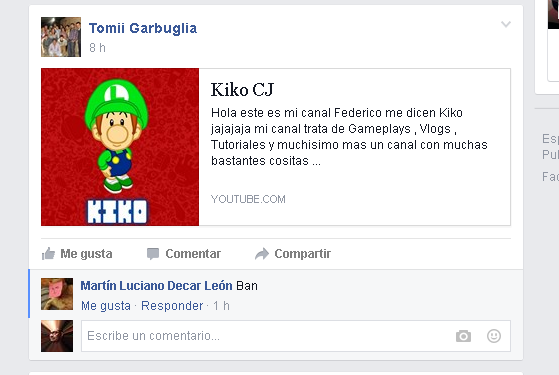 Tomii Garbuglia
8 h
KIKO
Kiko CJ
Hola este es mi canal Federico me dicen Kiko
jajajaja mi canal trata de Gameplays , Vlogs ,
Tutoriales y muchisimo mas un canal con muchas
bastantes cositas ...
YOUTUBE.COM
Me gusta Comentar Compartir
Martín Luciano Decar León Ban
Me gusta · Responder · 1 h
Escribe un comentario...
Esp
Pul
Fac